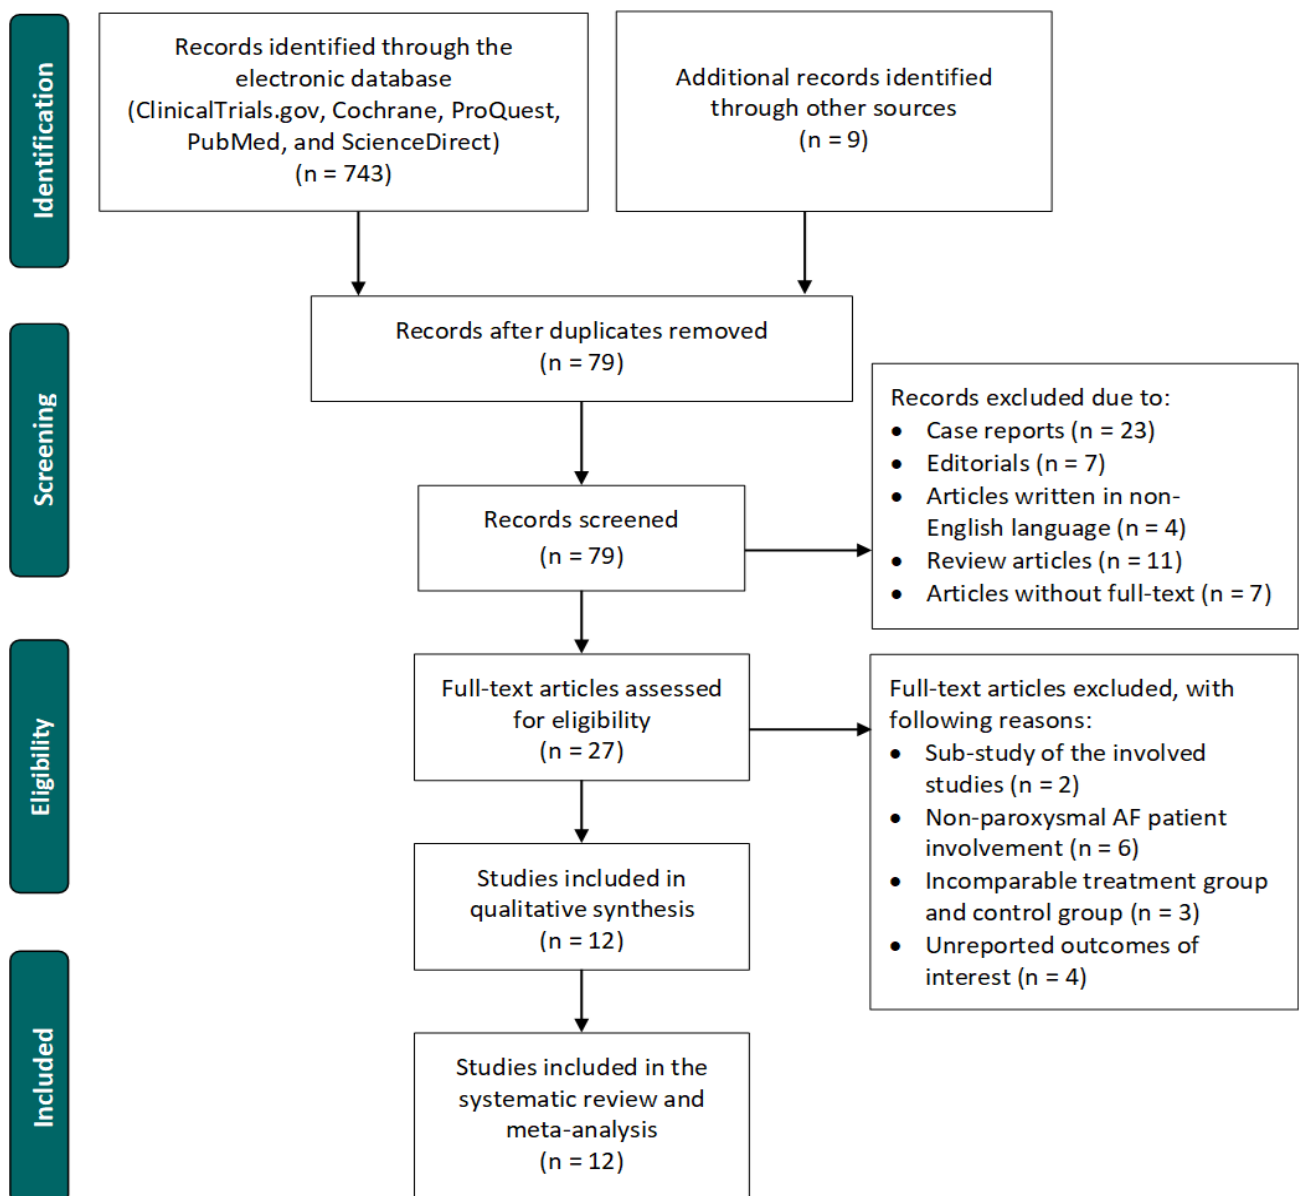 Identification
Records identified through the
electronic database
(ClinicalTrials.gov, Cochrane, ProQuest,
PubMed, and ScienceDirect)
(n = 743)
Additional records identified
through other sources
(n = 9)
Records after duplicates removed
(n = 79)
Screening
Records screened
(n = 79)
Records excluded due to:
• Case reports (n = 23)
• Editorials (n = 7)
• Articles written in non-
English language (n = 4)
• Review articles (n = 11)
• Articles without full-text (n = 7)
Eligibility
Full-text articles assessed
for eligibility
(n = 27)
Full-text articles excluded, with
following reasons:
• Sub-study of the involved
studies (n = 2)
• Non-paroxysmal AF patient
involvement (n = 6)
• Incomparable treatment group
and control group (n = 3)
• Unreported outcomes of
interest (n = 4)
Studies included in
qualitative synthesis
(n = 12)
Included
Studies included in the
systematic review and
meta-analysis
(n = 12)